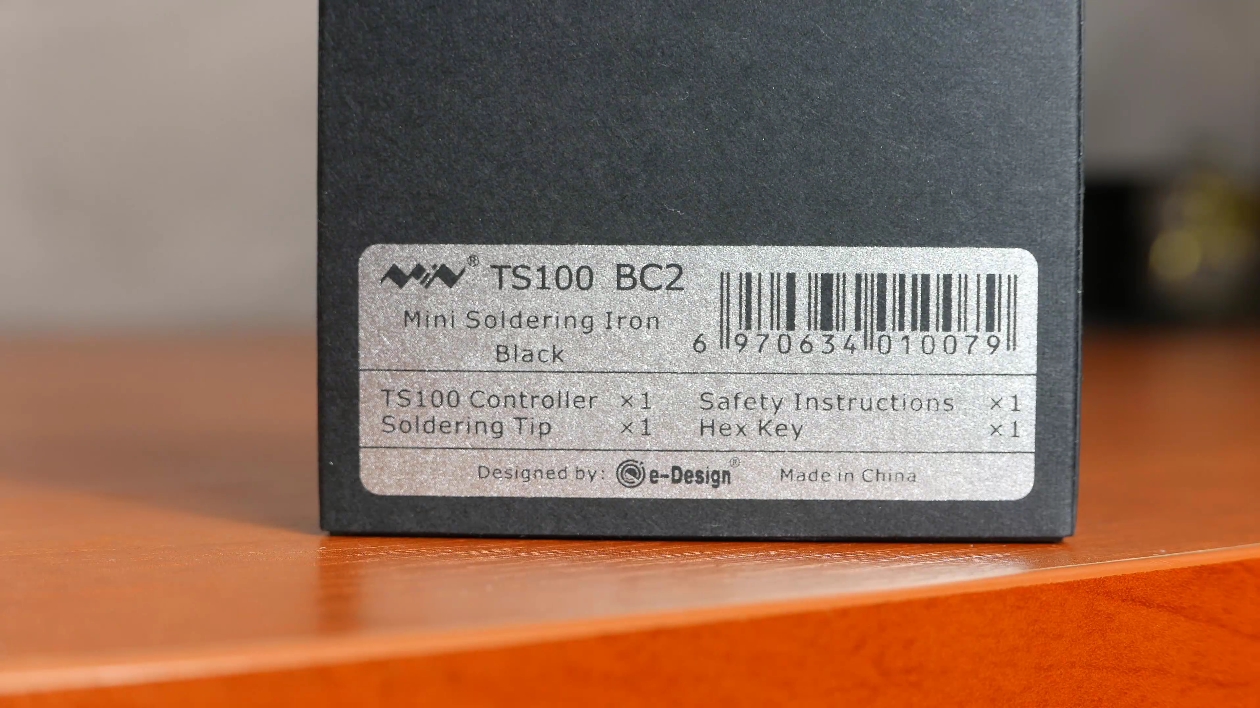 MiNi® TS100 BC2
Mini Soldering Iron
Black
6 970634 010079
TS100 Controller ×1 Safety Instructions ×1
Soldering Tip ×1 Hex Key ×1
Designed by: e-Design® Made in China